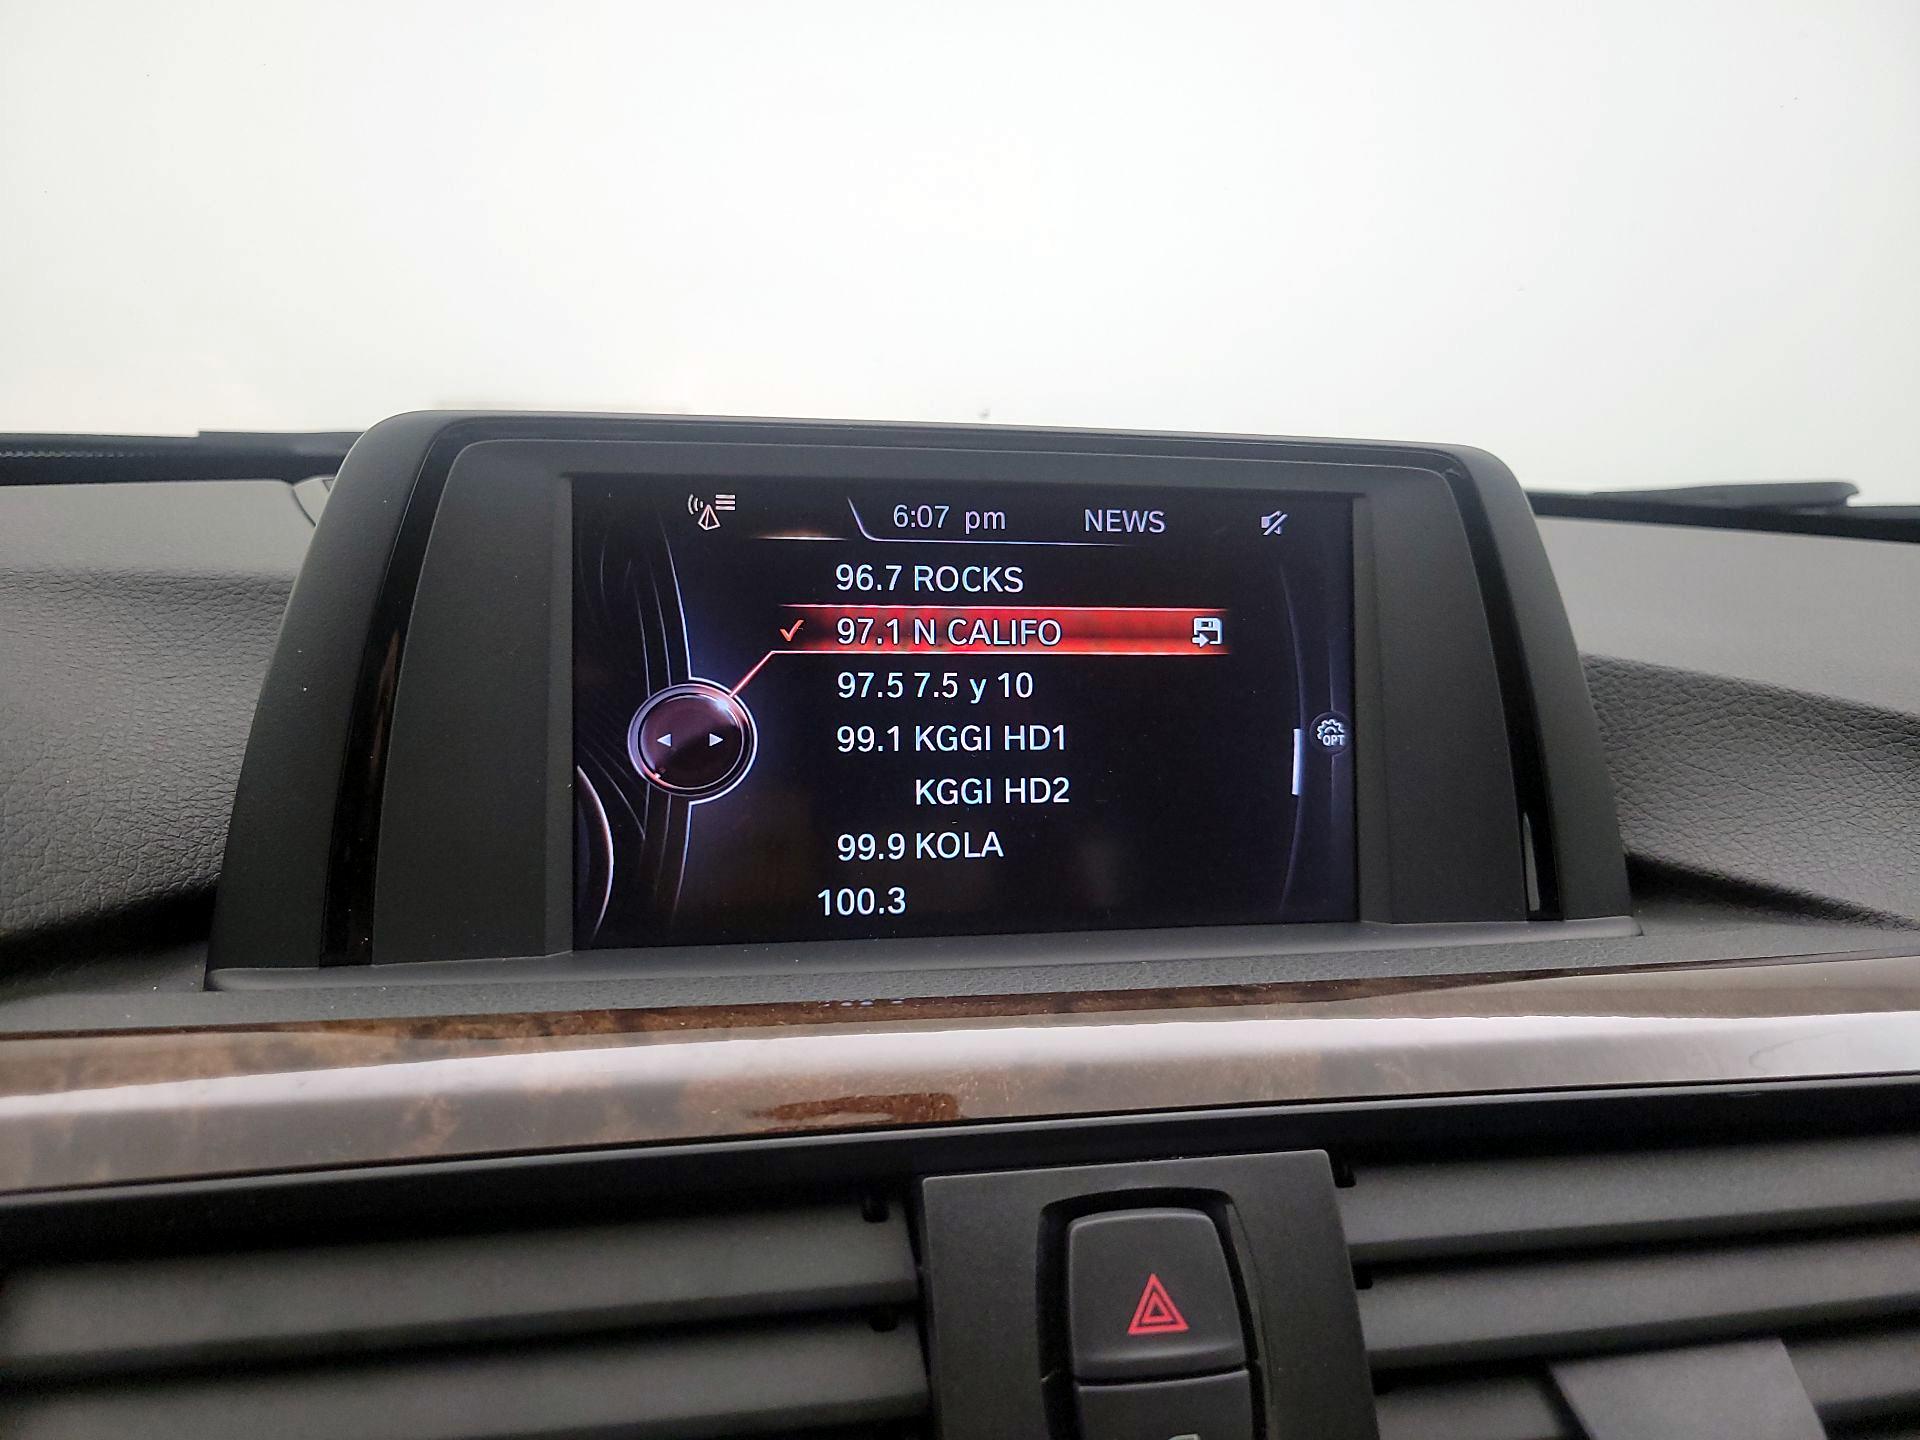 6:07 pm NEWS
96.7 ROCKS
97.1 N CALIFO
97.5 7.5 y 10
99.1 KGGI HD1
KGGI HD2
OPT
99.9 KOLA
100.3